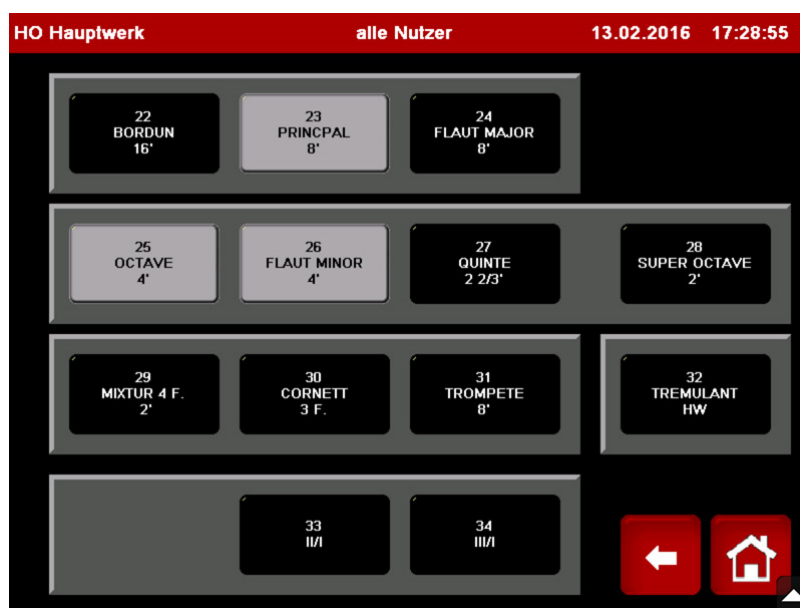 HO Hauptwerk alle Nutzer 13.02.2016 17:28:55
22
BORDUN
16'
23
PRINCPAL
8'
24
FLAUT MAJOR
8'
25
OCTAVE
4'
26
FLAUT MINOR
4'
27
QUINTE
2 2/3'
28
SUPER OCTAVE
2'
29
MIXTUR 4 F.
2'
30
CORNETT
3 F.
31
TROMPETE
8'
32
TREMULANT
HW
33
II/I
34
III/I